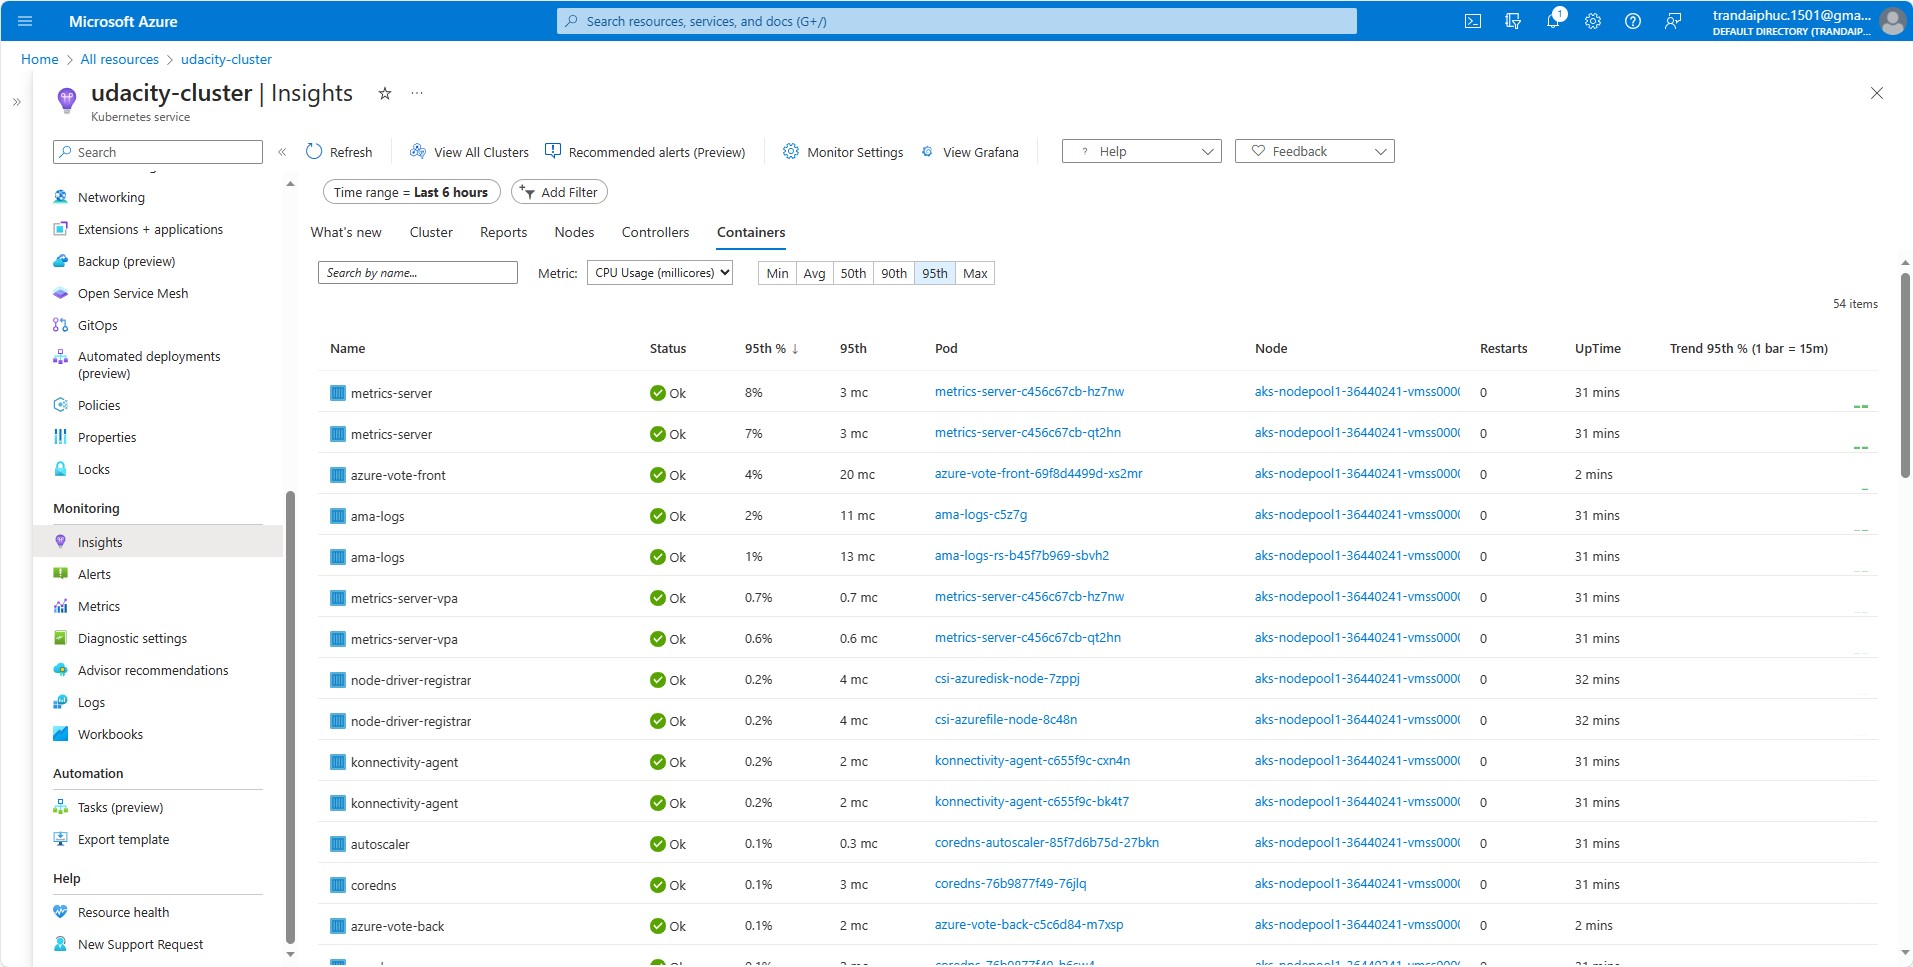 Microsoft Azure
Search resources, services, and docs (G+/)
1
trandaiphuc.1501@gma...
DEFAULT DIRECTORY (TRANDAIP...
Home > All resources > udacity-cluster
udacity-cluster | Insights
Kubernetes service
Search
Refresh
View All Clusters
Recommended alerts (Preview)
Monitor Settings
View Grafana
? Help
Feedback
Time range = Last 6 hours
Add Filter
Networking
Extensions + applications
Backup (preview)
Open Service Mesh
GitOps
Automated deployments
(preview)
Policies
Properties
Locks
Monitoring
Insights
Alerts
Metrics
Diagnostic settings
Advisor recommendations
Logs
Workbooks
Automation
Tasks (preview)
Export template
Help
Resource health
New Support Request
What's new Cluster Reports Nodes Controllers Containers
Search by name...
Metric: CPU Usage (millicores)
Min Avg 50th 90th 95th Max
54 items
Name Status 95th % ↓ 95th Pod Node Restarts UpTime Trend 95th % (1 bar = 15m)
metrics-server Ok 8% 3 mc metrics-server-c456c67cb-hz7nw aks-nodepool1-36440241-vmss000 0 31 mins
metrics-server Ok 7% 3 mc metrics-server-c456c67cb-qt2hn aks-nodepool1-36440241-vmss000 0 31 mins
azure-vote-front Ok 4% 20 mc azure-vote-front-69f8d4499d-xs2mr aks-nodepool1-36440241-vmss000 0 2 mins
ama-logs Ok 2% 11 mc ama-logs-c5z7g aks-nodepool1-36440241-vmss000 0 31 mins
ama-logs Ok 1% 13 mc ama-logs-rs-b45f7b969-sbvh2 aks-nodepool1-36440241-vmss000 0 31 mins
metrics-server-vpa Ok 0.7% 0.7 mc metrics-server-c456c67cb-hz7nw aks-nodepool1-36440241-vmss000 0 31 mins
metrics-server-vpa Ok 0.6% 0.6 mc metrics-server-c456c67cb-qt2hn aks-nodepool1-36440241-vmss000 0 31 mins
node-driver-registrar Ok 0.2% 4 mc csi-azuredisk-node-7zppj aks-nodepool1-36440241-vmss000 0 32 mins
node-driver-registrar Ok 0.2% 4 mc csi-azurefile-node-8c48n aks-nodepool1-36440241-vmss000 0 32 mins
konnectivity-agent Ok 0.2% 2 mc konnectivity-agent-c655f9c-cxn4n aks-nodepool1-36440241-vmss000 0 31 mins
konnectivity-agent Ok 0.2% 2 mc konnectivity-agent-c655f9c-bk4t7 aks-nodepool1-36440241-vmss000 0 31 mins
autoscaler Ok 0.1% 0.3 mc coredns-autoscaler-85f7d6b75d-27bkn aks-nodepool1-36440241-vmss000 0 31 mins
coredns Ok 0.1% 3 mc coredns-76b9877f49-76jlq aks-nodepool1-36440241-vmss000 0 31 mins
azure-vote-back Ok 0.1% 2 mc azure-vote-back-c5c6d84-m7xsp aks-nodepool1-36440241-vmss000 0 2 mins